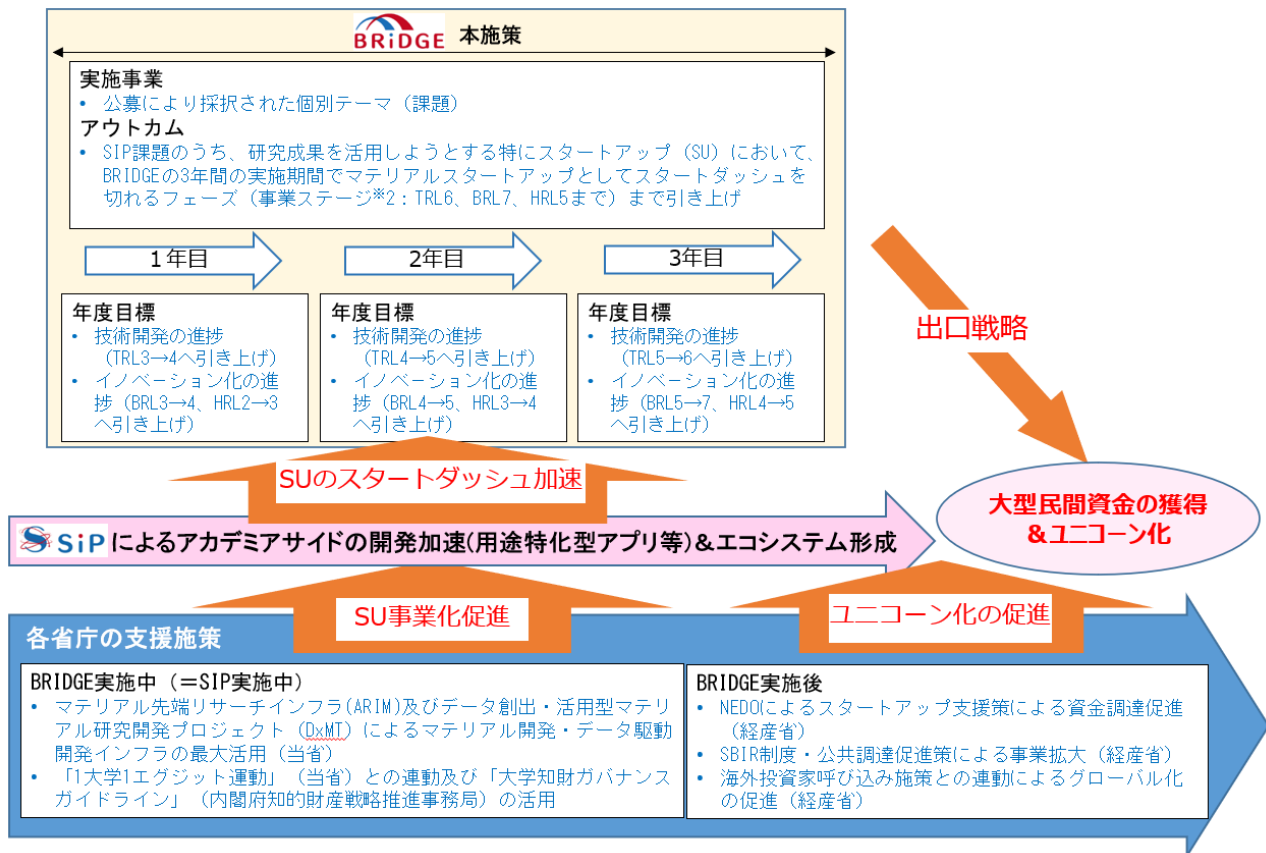 BRiDGE 本施策
実施事業
• 公募により採択された個別テーマ（課題）
アウトカム
• SIP課題のうち、研究成果を活用しようとする特にスタートアップ（SU）において、
BRIDGEの3年間の実施期間でマテリアルスタートアップとしてスタートダッシュを
切れるフェーズ（事業ステージ※2：TRL6、BRL7、HRL5まで）まで引き上げ
1年目
2年目
3年目
年度目標
• 技術開発の進捗
（TRL3→4へ引き上げ）
• イノベーション化の進
捗（BRL3→4、HRL2→3
へ引き上げ）
年度目標
• 技術開発の進捗
（TRL4→5へ引き上げ）
• イノベーション化の進
捗（BRL4→5、HRL3→4
へ引き上げ）
年度目標
• 技術開発の進捗
（TRL5→6へ引き上げ）
• イノベーション化の進
捗（BRL5→7、HRL4→5
へ引き上げ）
出口戦略
SUのスタートダッシュ加速
大型民間資金の獲得
&ユニコーン化
SiP によるアカデミアサイドの開発加速(用途特化型アプリ等)&エコシステム形成
SU事業化促進
ユニコーン化の促進
各省庁の支援施策
BRIDGE実施中（＝SIP実施中）
• マテリアル先端リサーチインフラ(ARIM)及びデータ創出・活用型マテリ
アル研究開発プロジェクト（DxMT）によるマテリアル開発・データ駆動
開発インフラの最大活用（当省）
• 「1大学1エグジット運動」（当省）との連動及び「大学知財ガバナンス
ガイドライン」（内閣府知的財産戦略推進事務局）の活用
BRIDGE実施後
• NEDOによるスタートアップ支援策による資金調達促進
（経産省）
• SBIR制度・公共調達促進策による事業拡大（経産省）
• 海外投資家呼び込み施策との連動によるグローバル化
の促進（経産省）